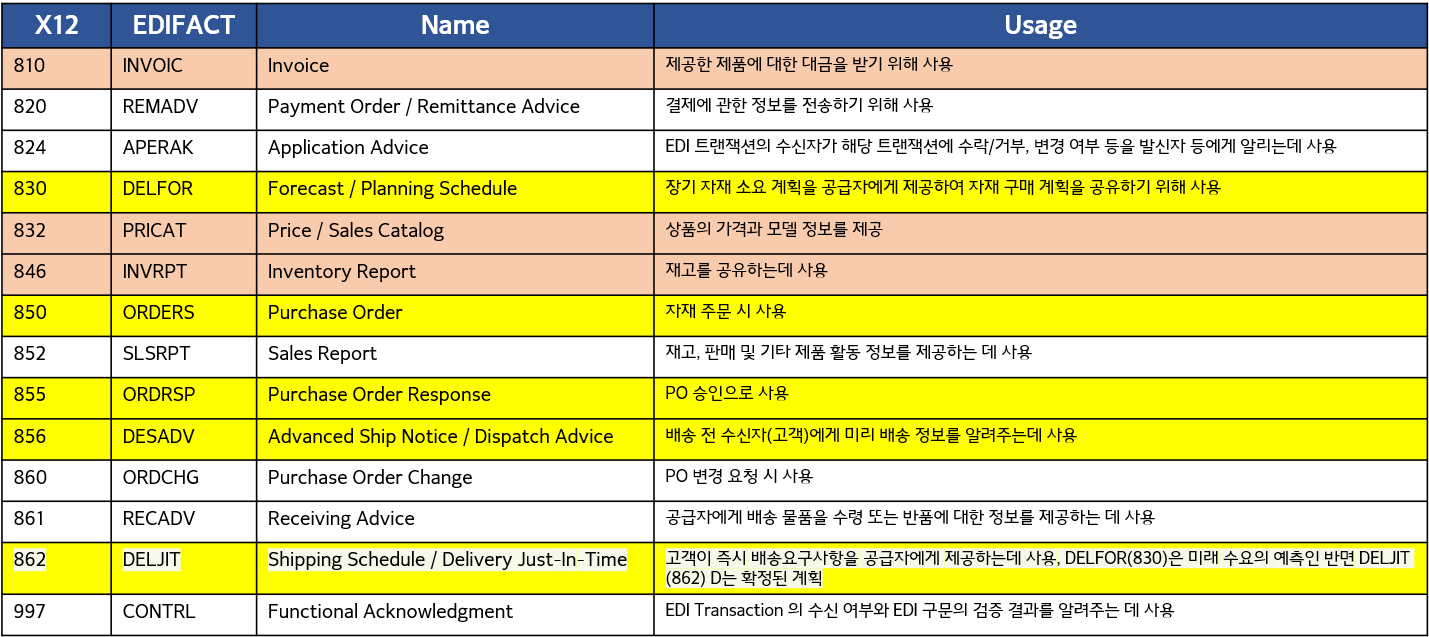 X12 EDIFACT Name Usage
810 INVOIC Invoice 제공한 제품에 대한 대금을 받기 위해 사용
820 REMADV Payment Order / Remittance Advice 결제에 관한 정보를 전송하기 위해 사용
824 APERAK Application Advice EDI 트랜잭션의 수신자가 해당 트랜잭션에 수락/거부, 변경 여부 등을 발신자 등에게 알리는데 사용
830 DELFOR Forecast / Planning Schedule 장기 자재 소요 계획을 공급자에게 제공하여 자재 구매 계획을 공유하기 위해 사용
832 PRICAT Price / Sales Catalog 상품의 가격과 모델 정보를 제공
846 INVRPT Inventory Report 재고를 공유하는데 사용
850 ORDERS Purchase Order 자재 주문 시 사용
852 SLSRPT Sales Report 재고, 판매 및 기타 제품 활동 정보를 제공하는 데 사용
855 ORDRSP Purchase Order Response PO 승인으로 사용
856 DESADV Advanced Ship Notice / Dispatch Advice 배송 전 수신자(고객)에게 미리 배송 정보를 알려주는데 사용
860 ORDCHG Purchase Order Change PO 변경 요청 시 사용
861 RECADV Receiving Advice 공급자에게 배송 물품을 수령 또는 반품에 대한 정보를 제공하는 데 사용
862 DELJIT Shipping Schedule / Delivery Just-In-Time 고객이 즉시 배송요구사항을 공급자에게 제공하는데 사용, DELFOR(830)은 미래 수요의 예측인 반면 DELJIT
(862) D는 확정된 계획
997 CONTRL Functional Acknowledgment EDI Transaction 의 수신 여부와 EDI 구문의 검증 결과를 알려주는 데 사용